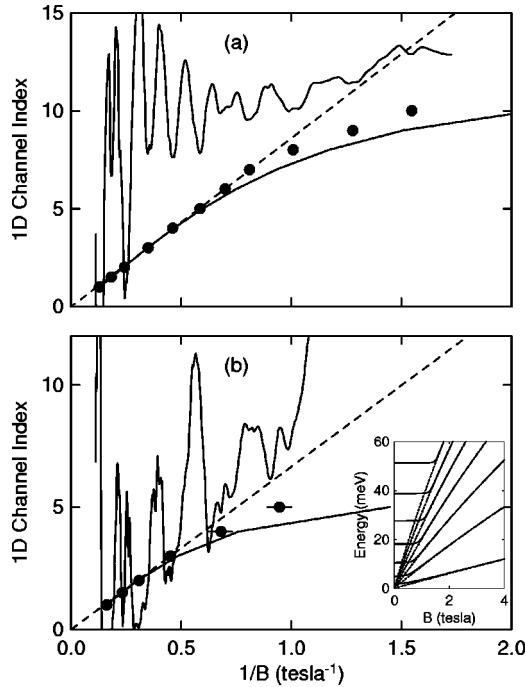 15
(a)
10
5
0
1D Channel Index
(b)
10
5
0
1D Channel Index
60
40
20
0
Energy (meV)
0 2 4
B (tesla)
0.0 0.5 1.0 1.5 2.0
1/B (tesla⁻¹)